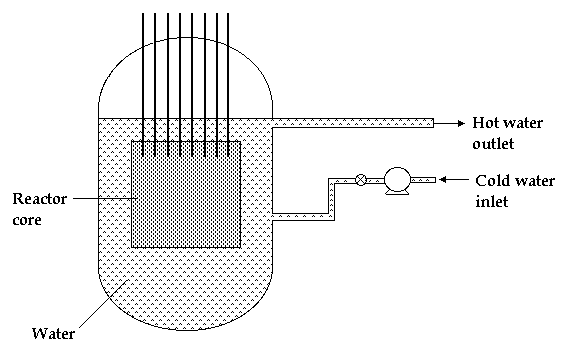 Hot water
outlet
Cold water
inlet
Reactor
core
Water